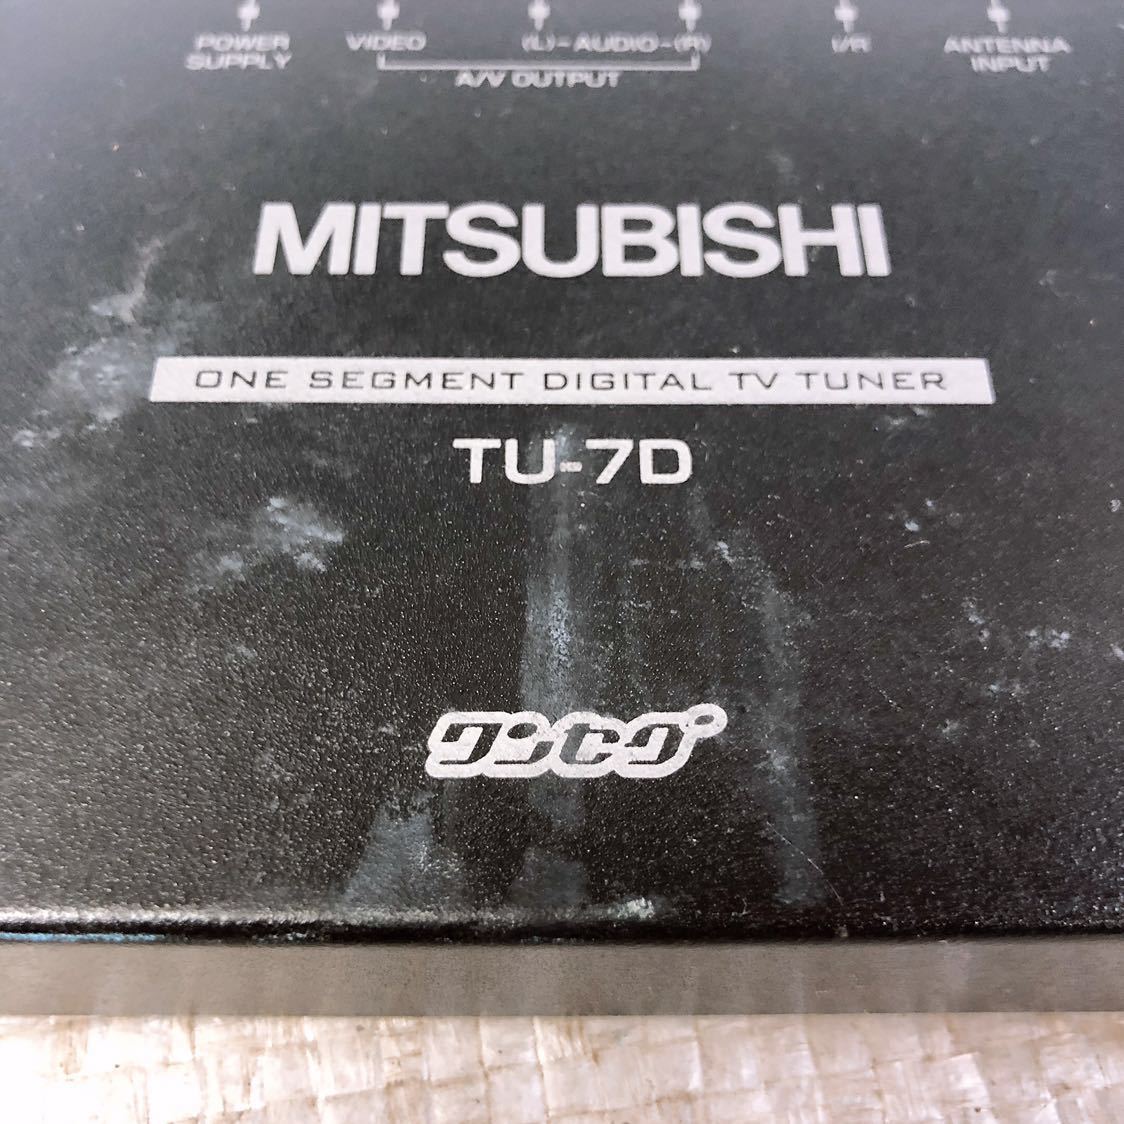 POWER SUPPLY VIDEO (L)-AUDIO-(R) I/R ANTENNA INPUT
A/V OUTPUT
MITSUBISHI
ONE SEGMENT DIGITAL TV TUNER
TU-7D
ワンセグ